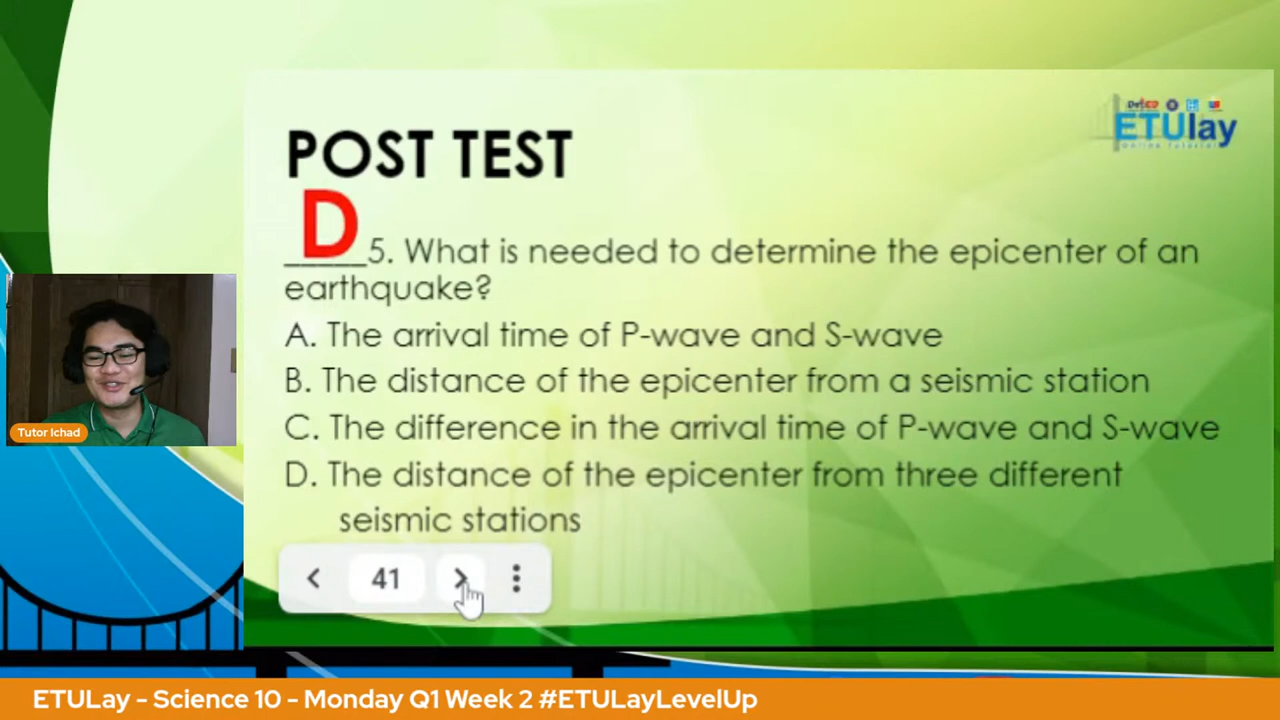 DepED
ETUlay
Online Tutorial
POST TEST
D
_____5. What is needed to determine the epicenter of an
earthquake?
A. The arrival time of P-wave and S-wave
B. The distance of the epicenter from a seismic station
C. The difference in the arrival time of P-wave and S-wave
D. The distance of the epicenter from three different
seismic stations
41
Tutor Ichad
ETULay - Science 10 - Monday Q1 Week 2 #ETULayLevelUp